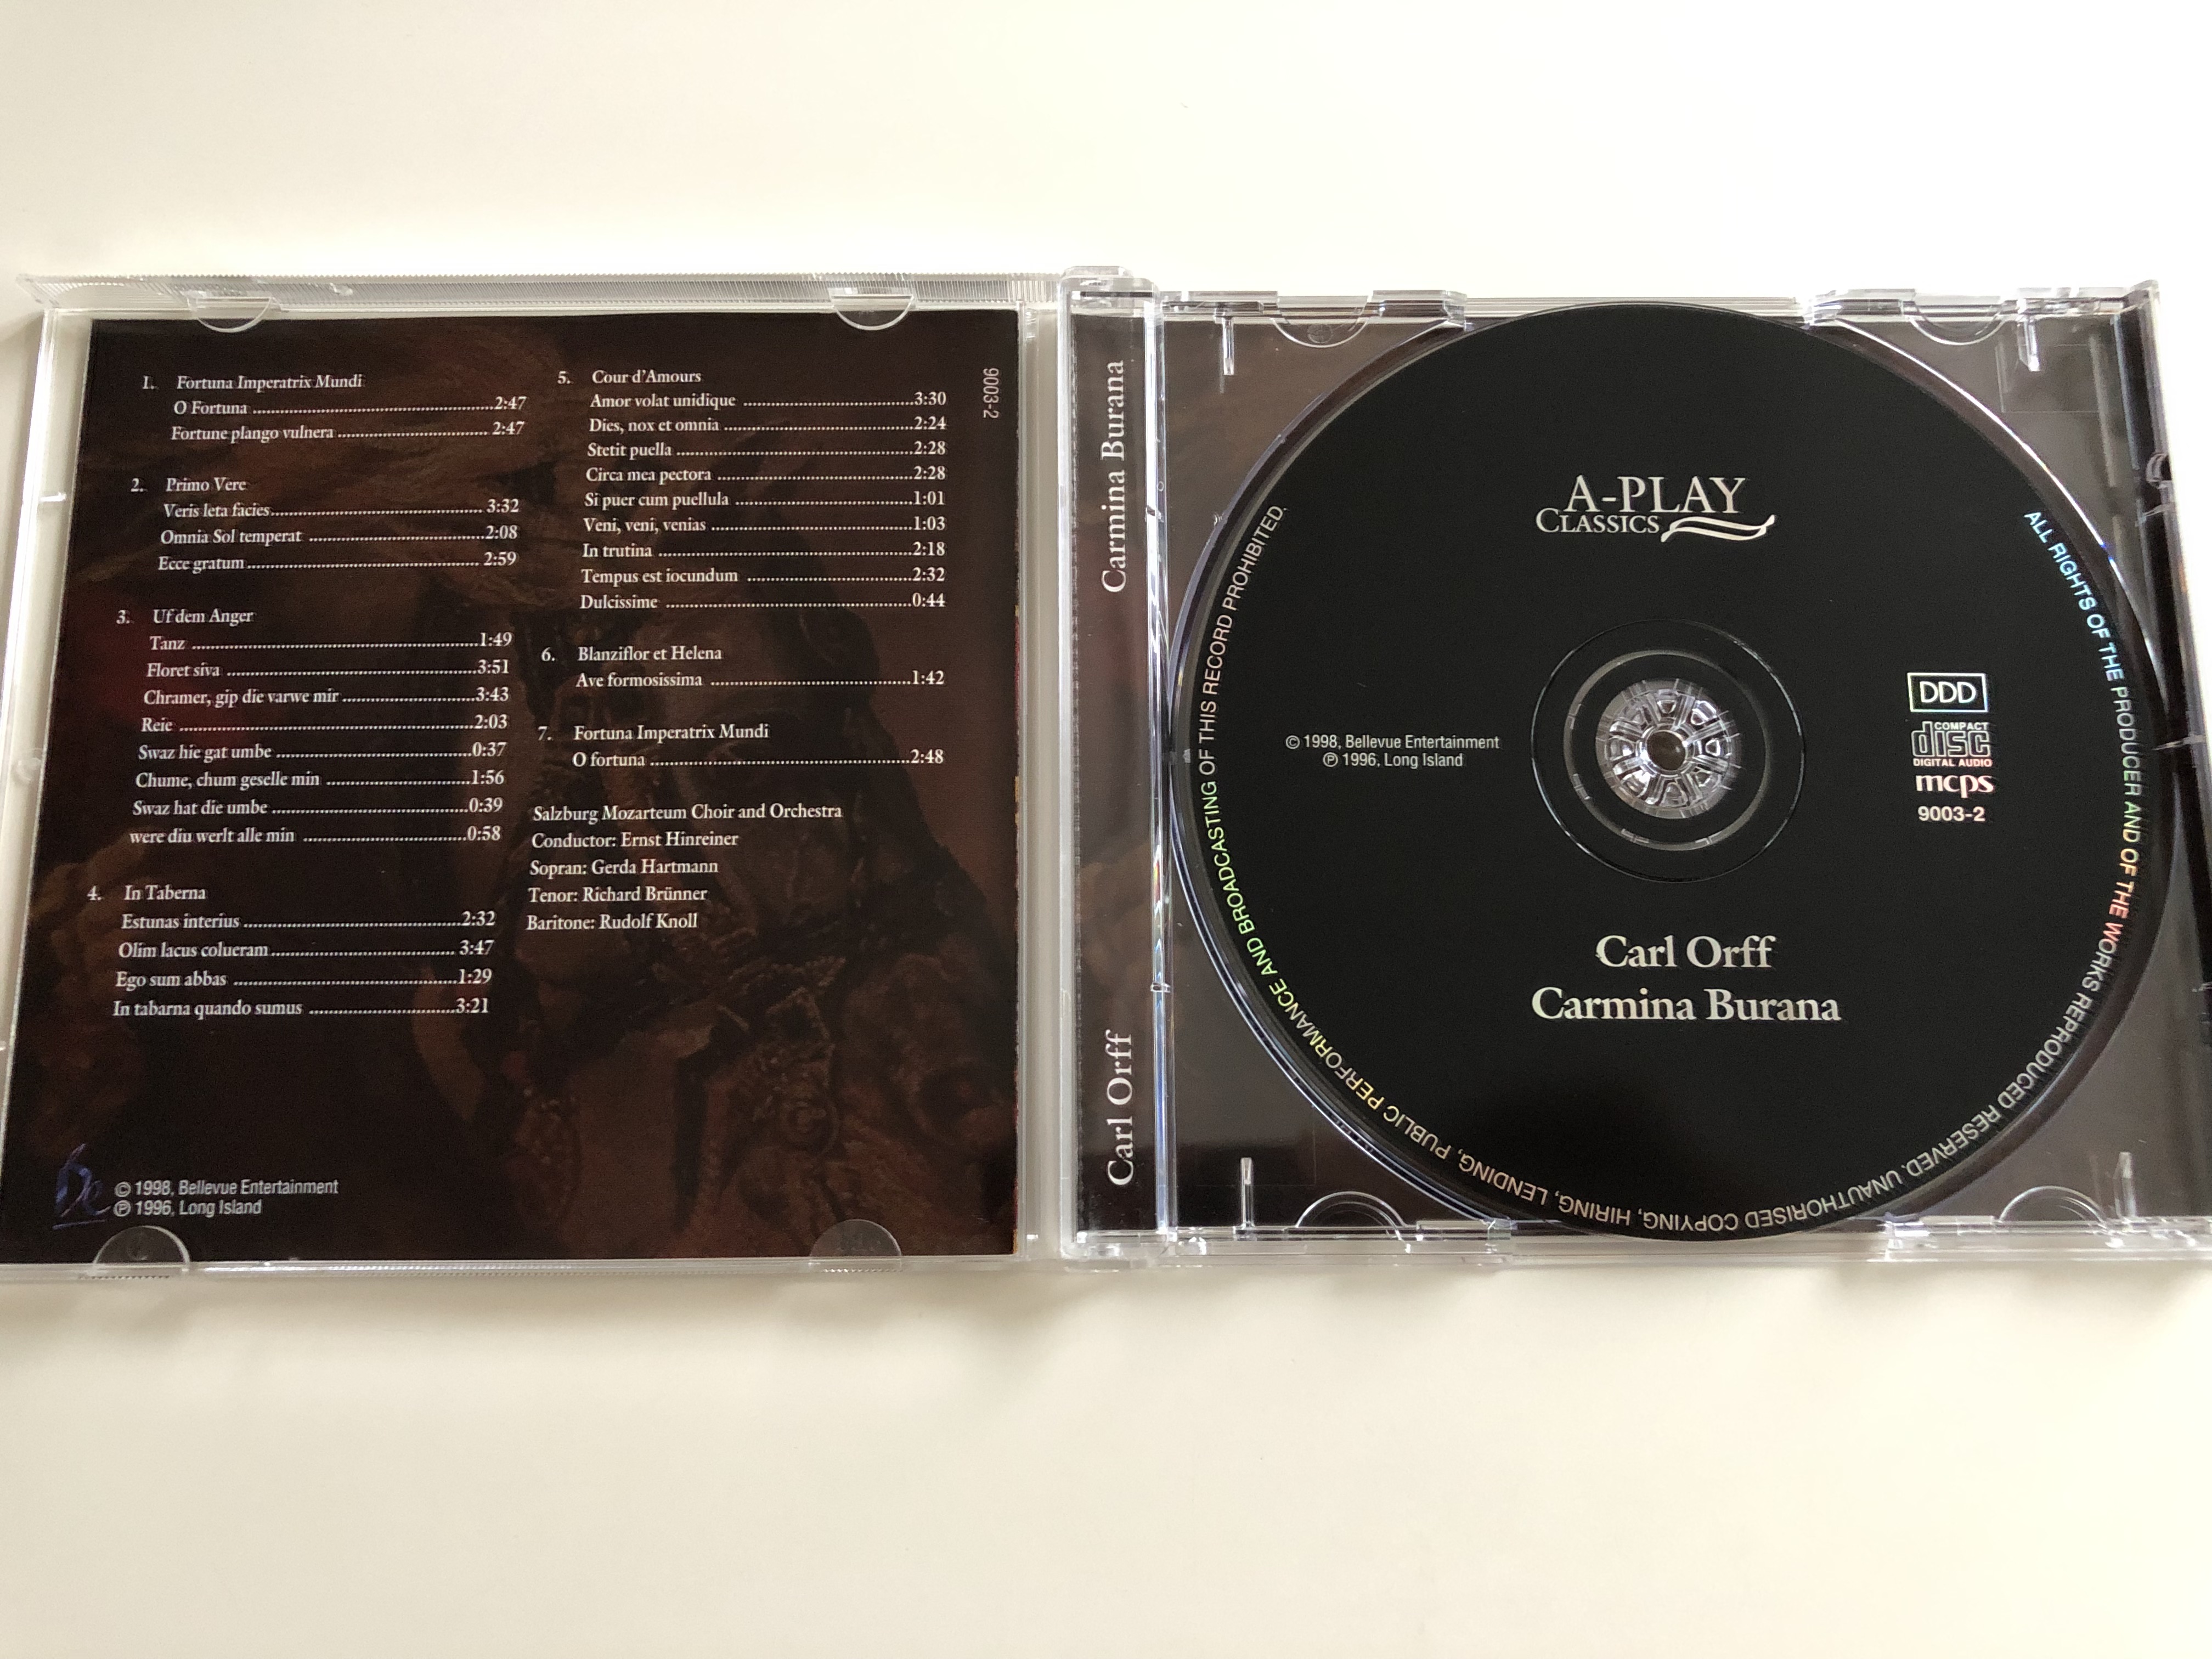 1. Fortuna Imperatrix Mundi
O Fortuna ..... 2:47
Fortune plango vulnera ..... 2:47
2. Primo Vere
Veris leta facies ..... 3:32
Omnia Sol temperat ..... 2:08
Ecce gratum ..... 2:59
3. Uf dem Anger
Tanz ..... 1:49
Floret siva ..... 3:51
Chramer, gip die varwe mir ..... 3:43
Reie ..... 2:03
Swaz hie gat umbe ..... 0:37
Chume, chum geselle min ..... 1:56
Swaz hat die umbe ..... 0:39
were diu werlt alle min ..... 0:58
4. In Taberna
Estunas interius ..... 2:32
Olim lacus colueram ..... 3:47
Ego sum abbas ..... 1:29
In tabarna quando sumus ..... 3:21
5. Cour d'Amours
Amor volat unidique ..... 3:30
Dies, nox et omnia ..... 2:24
Stetit puella ..... 2:28
Circa mea pectora ..... 2:28
Si puer cum puellula ..... 1:01
Veni, veni, venias ..... 1:03
In trutina ..... 2:18
Tempus est iocundum ..... 2:32
Dulcissime ..... 0:44
6. Blanziflor et Helena
Ave formosissima ..... 1:42
7. Fortuna Imperatrix Mundi
O fortuna ..... 2:48
Salzburg Mozarteum Choir and Orchestra
Conductor: Ernst Hinreiner
Sopran: Gerda Hartmann
Tenor: Richard Brünner
Baritone: Rudolf Knoll
© 1998, Bellevue Entertainment
℗ 1996, Long Island
9003-2
Carl Orff Carmina Burana
A-PLAY
CLASSICS
© 1998, Bellevue Entertainment
℗ 1996, Long Island
DDD
COMPACT
disc
DIGITAL AUDIO
mcps
9003-2
Carl Orff
Carmina Burana
ALL RIGHTS OF THE PRODUCER AND OF THE WORKS REPRODUCED RESERVED. UNAUTHORISED COPYING, HIRING, LENDING, PUBLIC PERFORMANCE AND BROADCASTING OF THIS RECORD PROHIBITED.